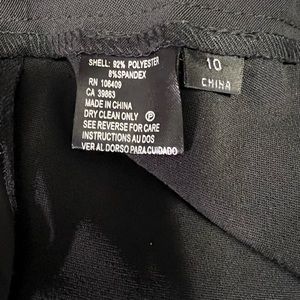 SHELL: 92% POLYESTER
8%SPANDEX
RN 106409
CA 39863
MADE IN CHINA
DRY CLEAN ONLY Ⓟ
SEE REVERSE FOR CARE
INSTRUCTIONS AU DOS
VER AL DORSO PARA CUIDADO
10
CHINA